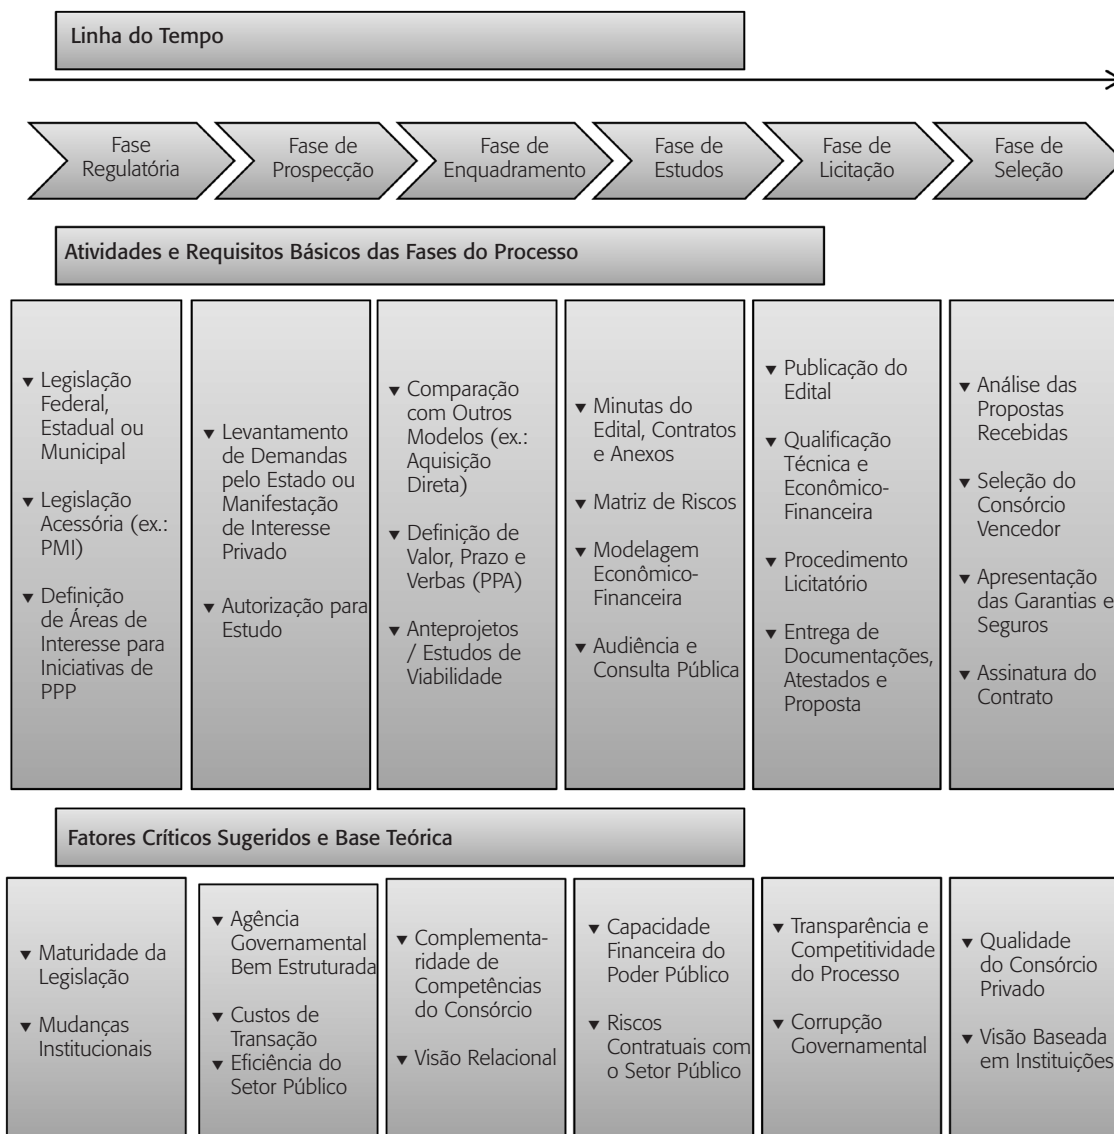 Linha do Tempo
Fase
Regulatória
Fase de
Prospecção
Fase de
Enquadramento
Fase de
Estudos
Fase de
Licitação
Fase de
Seleção
Atividades e Requisitos Básicos das Fases do Processo
▼ Legislação
Federal,
Estadual ou
Municipal
▼ Legislação
Acessória (ex.:
PMI)
▼ Definição
de Áreas de
Interesse para
Iniciativas de
PPP
▼ Levantamento
de Demandas
pelo Estado ou
Manifestação
de Interesse
Privado
▼ Autorização para
Estudo
▼ Comparação
com Outros
Modelos (ex.:
Aquisição
Direta)
▼ Definição de
Valor, Prazo e
Verbas (PPA)
▼ Anteprojetos
/ Estudos de
Viabilidade
▼ Minutas do
Edital, Contratos
e Anexos
▼ Matriz de Riscos
▼ Modelagem
Econômico-
Financeira
▼ Audiência e
Consulta Pública
▼ Publicação do
Edital
▼ Qualificação
Técnica e
Econômico-
Financeira
▼ Procedimento
Licitatório
▼ Entrega de
Documentações,
Atestados e
Proposta
▼ Análise das
Propostas
Recebidas
▼ Seleção do
Consórcio
Vencedor
▼ Apresentação
das Garantias e
Seguros
▼ Assinatura do
Contrato
Fatores Críticos Sugeridos e Base Teórica
▼ Maturidade da
Legislação
▼ Mudanças
Institucionais
▼ Agência
Governamental
Bem Estruturada
▼ Custos de
Transação
▼ Eficiência do
Setor Público
▼ Complementa-
ridade de
Competências
do Consórcio
▼ Visão Relacional
▼ Capacidade
Financeira do
Poder Público
▼ Riscos
Contratuais com
o Setor Público
▼ Transparência e
Competitividade
do Processo
▼ Corrupção
Governamental
▼ Qualidade
do Consórcio
Privado
▼ Visão Baseada
em Instituições